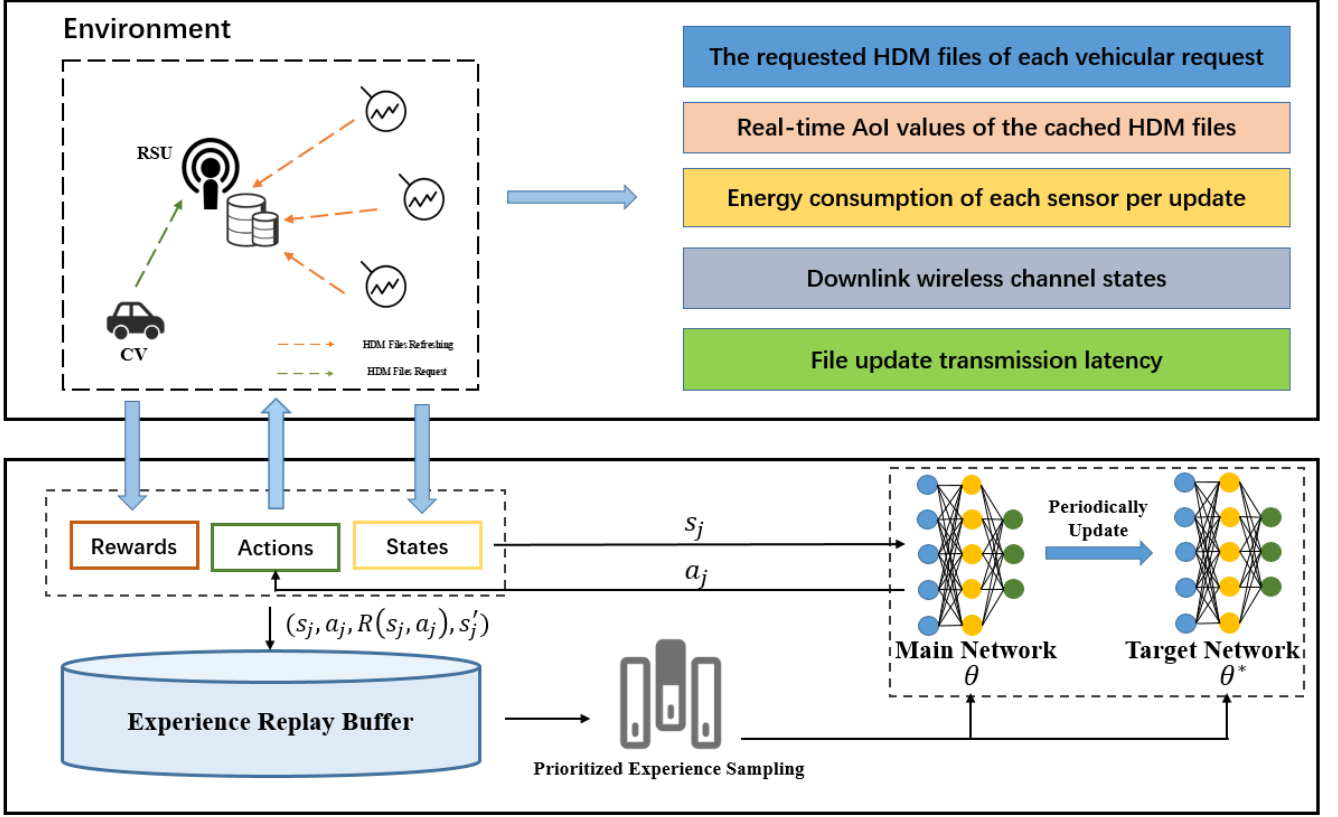 Environment
RSU
CV
HDM Files Refreshing
HDM Files Request
The requested HDM files of each vehicular request
Real-time AoI values of the cached HDM files
Energy consumption of each sensor per update
Downlink wireless channel states
File update transmission latency
Rewards
Actions
States
s_j
a_j
(s_j, a_j, R(s_j, a_j), s'_j)
Periodically
Update
Main Network
θ
Target Network
θ*
Experience Replay Buffer
Prioritized Experience Sampling